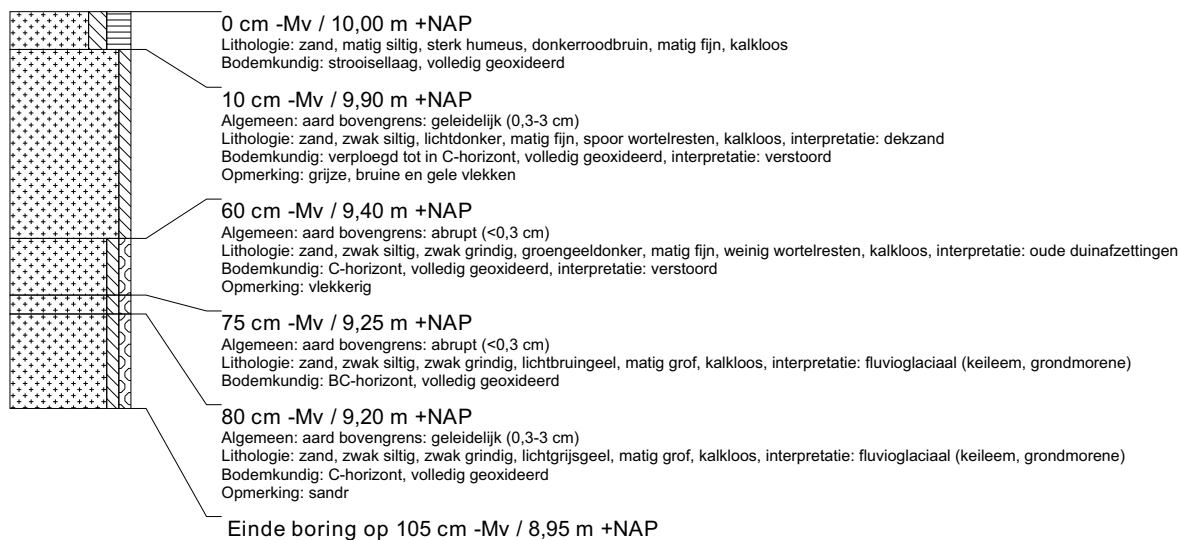 0 cm -Mv / 10,00 m +NAP
Lithologie: zand, matig siltig, sterk humeus, donkerroodbruin, matig fijn, kalkloos
Bodemkundig: strooisellaag, volledig geoxideerd
10 cm -Mv / 9,90 m +NAP
Algemeen: aard bovengrens: geleidelijk (0,3-3 cm)
Lithologie: zand, zwak siltig, lichtdonker, matig fijn, spoor wortelresten, kalkloos, interpretatie: dekzand
Bodemkundig: verploegd tot in C-horizont, volledig geoxideerd, interpretatie: verstoord
Opmerking: grijze, bruine en gele vlekken
60 cm -Mv / 9,40 m +NAP
Algemeen: aard bovengrens: abrupt (<0,3 cm)
Lithologie: zand, zwak siltig, zwak grindig, groengeeldonker, matig fijn, weinig wortelresten, kalkloos, interpretatie: oude duinafzettingen
Bodemkundig: C-horizont, volledig geoxideerd, interpretatie: verstoord
Opmerking: vlekkerig
75 cm -Mv / 9,25 m +NAP
Algemeen: aard bovengrens: abrupt (<0,3 cm)
Lithologie: zand, zwak siltig, zwak grindig, lichtbruingeel, matig grof, kalkloos, interpretatie: fluvioglaciaal (keileem, grondmorene)
Bodemkundig: BC-horizont, volledig geoxideerd
80 cm -Mv / 9,20 m +NAP
Algemeen: aard bovengrens: geleidelijk (0,3-3 cm)
Lithologie: zand, zwak siltig, zwak grindig, lichtgrijsgeel, matig grof, kalkloos, interpretatie: fluvioglaciaal (keileem, grondmorene)
Bodemkundig: C-horizont, volledig geoxideerd
Opmerking: sandr
Einde boring op 105 cm -Mv / 8,95 m +NAP